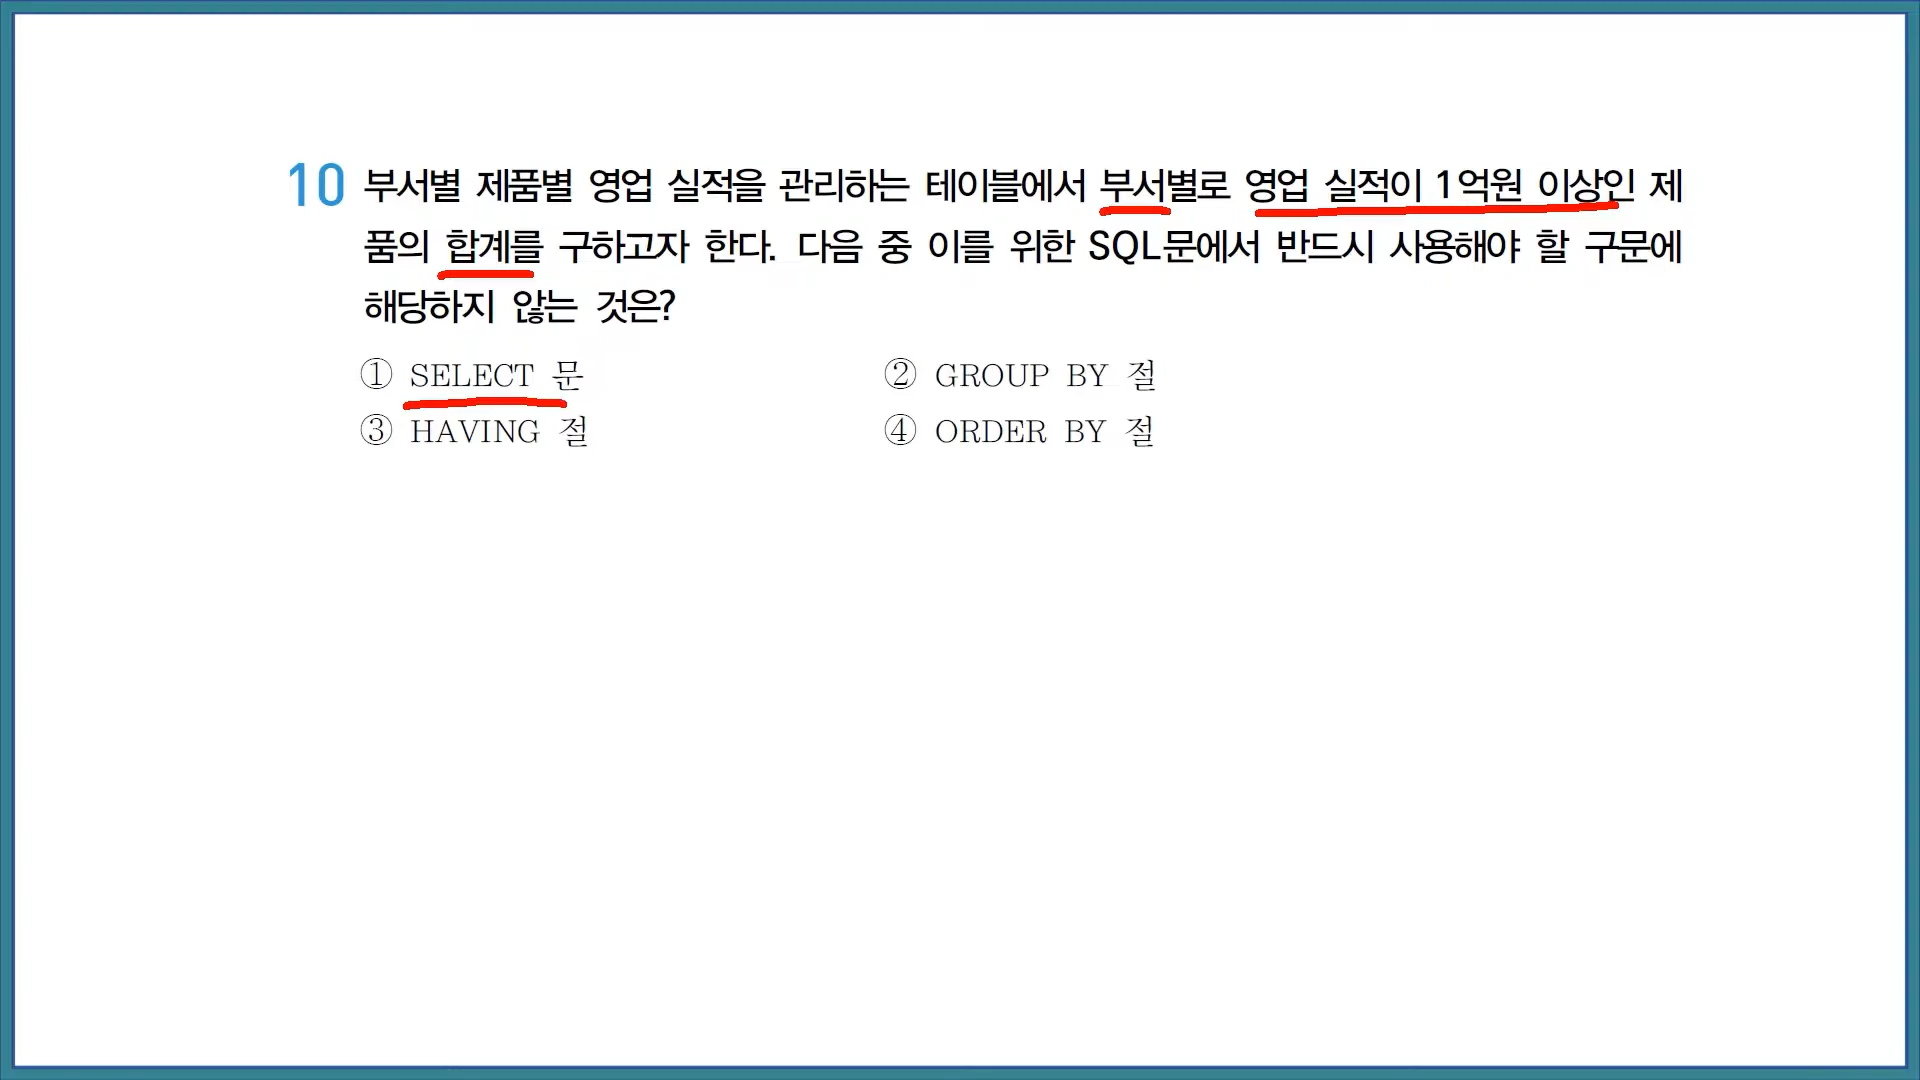 10 부서별 제품별 영업 실적을 관리하는 테이블에서 부서별로 영업 실적이 1억원 이상인 제
품의 합계를 구하고자 한다. 다음 중 이를 위한 SQL문에서 반드시 사용해야 할 구문에
해당하지 않는 것은?
① SELECT 문 ② GROUP BY 절
③ HAVING 절 ④ ORDER BY 절